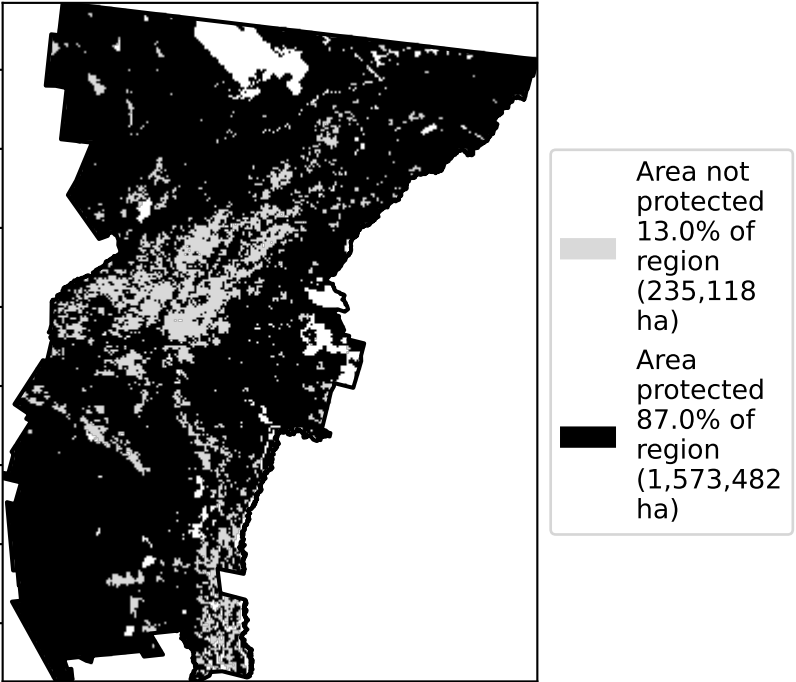 Area not
protected
13.0% of
region
(235,118
ha)
Area
protected
87.0% of
region
(1,573,482
ha)